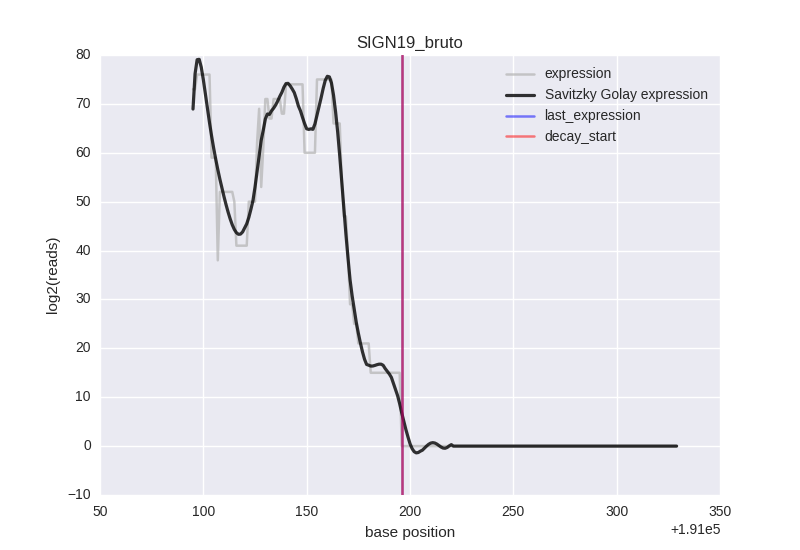 SIGN19_bruto
80
70
60
50
40
30
20
10
0
−10
log2(reads)
expression
Savitzky Golay expression
last_expression
decay_start
50 100 150 200 250 300 350
base position
+1.91e5